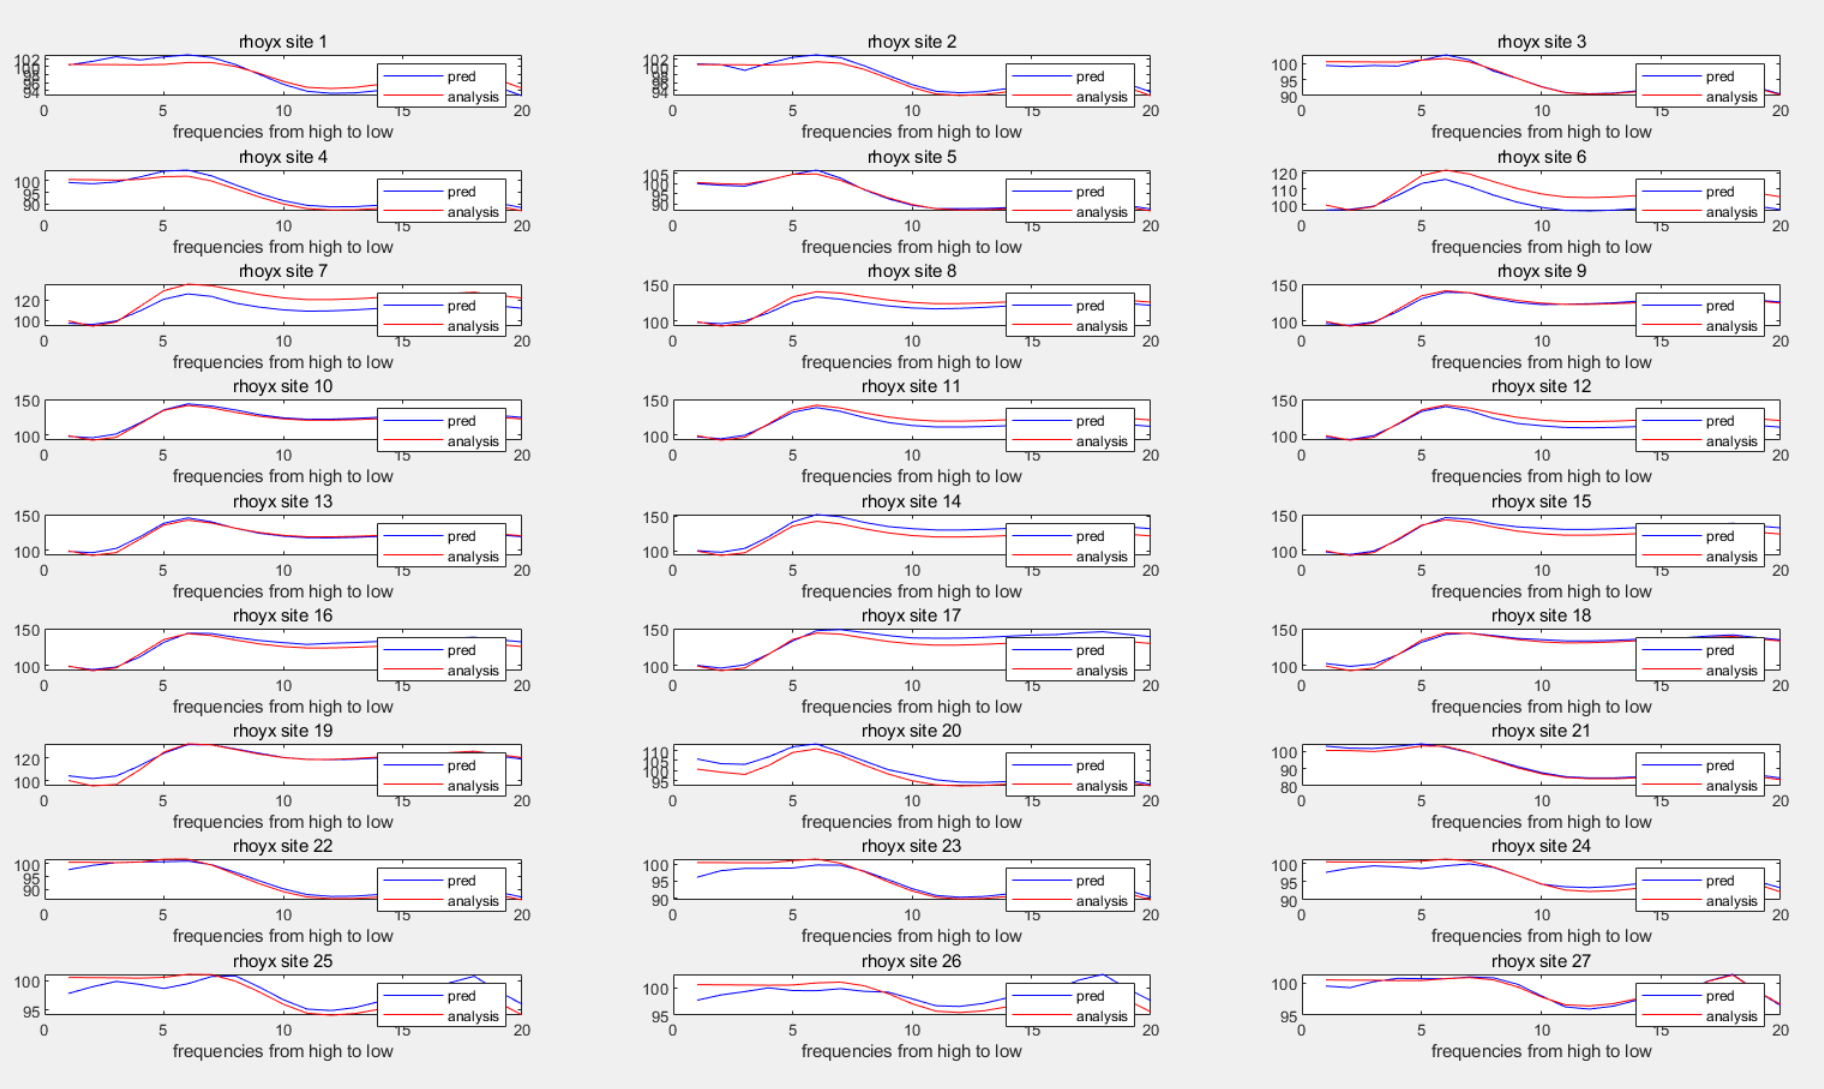 rhoyx site 1
102
100
98
96
94
pred
analysis
0 5 10 15 20
frequencies from high to low
rhoyx site 2
102
100
98
96
94
pred
analysis
0 5 10 15 20
frequencies from high to low
rhoyx site 3
100
95
90
pred
analysis
0 5 10 15 20
frequencies from high to low
rhoyx site 4
100
95
90
pred
analysis
0 5 10 15 20
frequencies from high to low
rhoyx site 5
105
100
95
90
pred
analysis
0 5 10 15 20
frequencies from high to low
rhoyx site 6
120
110
100
pred
analysis
0 5 10 15 20
frequencies from high to low
rhoyx site 7
120
100
pred
analysis
0 5 10 15 20
frequencies from high to low
rhoyx site 8
150
100
pred
analysis
0 5 10 15 20
frequencies from high to low
rhoyx site 9
150
100
pred
analysis
0 5 10 15 20
frequencies from high to low
rhoyx site 10
150
100
pred
analysis
0 5 10 15 20
frequencies from high to low
rhoyx site 11
150
100
pred
analysis
0 5 10 15 20
frequencies from high to low
rhoyx site 12
150
100
pred
analysis
0 5 10 15 20
frequencies from high to low
rhoyx site 13
150
100
pred
analysis
0 5 10 15 20
frequencies from high to low
rhoyx site 14
150
100
pred
analysis
0 5 10 15 20
frequencies from high to low
rhoyx site 15
150
100
pred
analysis
0 5 10 15 20
frequencies from high to low
rhoyx site 16
150
100
pred
analysis
0 5 10 15 20
frequencies from high to low
rhoyx site 17
150
100
pred
analysis
0 5 10 15 20
frequencies from high to low
rhoyx site 18
150
100
pred
analysis
0 5 10 15 20
frequencies from high to low
rhoyx site 19
120
100
pred
analysis
0 5 10 15 20
frequencies from high to low
rhoyx site 20
110
105
100
95
pred
analysis
0 5 10 15 20
frequencies from high to low
rhoyx site 21
100
90
80
pred
analysis
0 5 10 15 20
frequencies from high to low
rhoyx site 22
100
95
90
pred
analysis
0 5 10 15 20
frequencies from high to low
rhoyx site 23
100
95
90
pred
analysis
0 5 10 15 20
frequencies from high to low
rhoyx site 24
100
95
90
pred
analysis
0 5 10 15 20
frequencies from high to low
rhoyx site 25
100
95
pred
analysis
0 5 10 15 20
frequencies from high to low
rhoyx site 26
100
95
pred
analysis
0 5 10 15 20
frequencies from high to low
rhoyx site 27
100
95
pred
analysis
0 5 10 15 20
frequencies from high to low